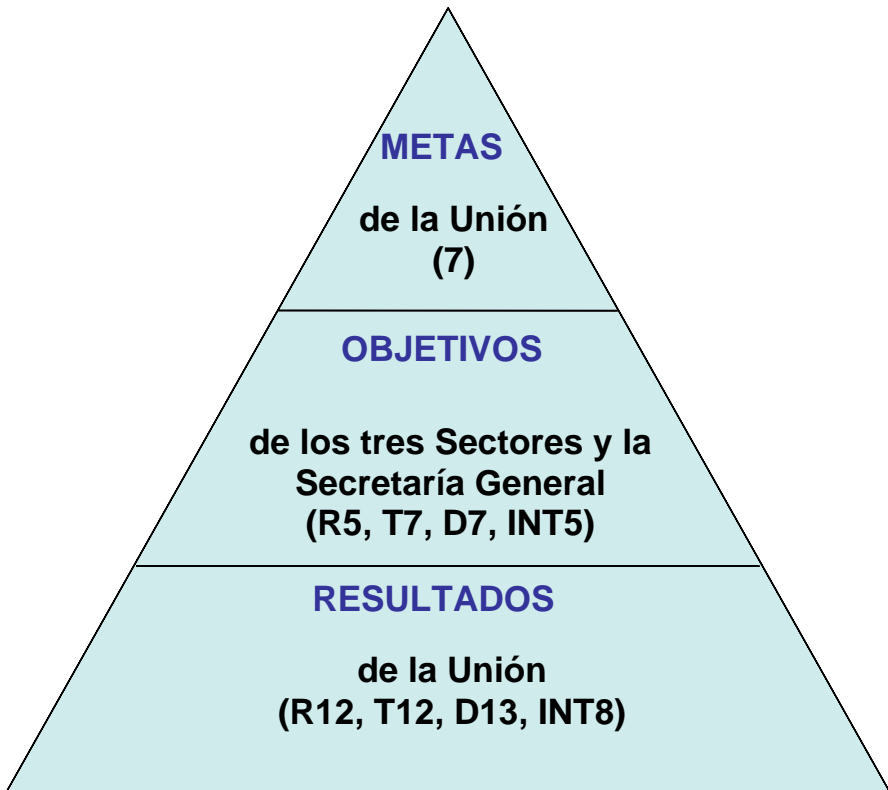 METAS
de la Unión
(7)
OBJETIVOS
de los tres Sectores y la
Secretaría General
(R5, T7, D7, INT5)
RESULTADOS
de la Unión
(R12, T12, D13, INT8)